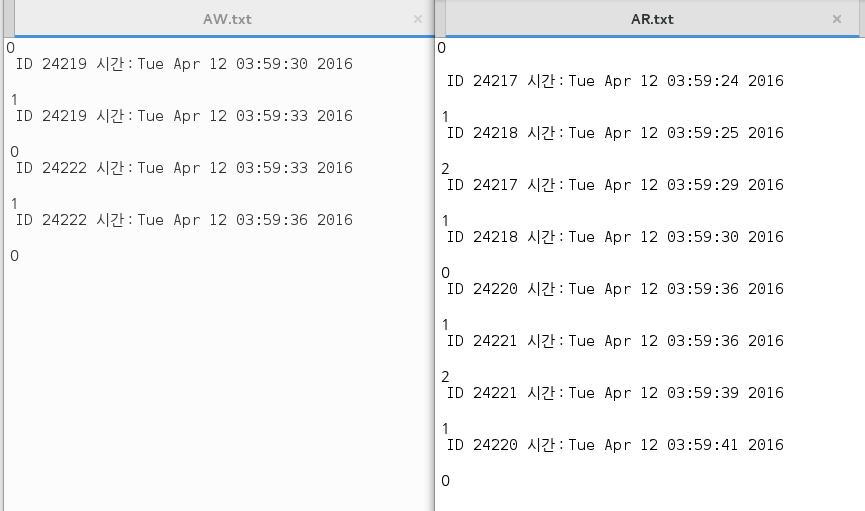 AW.txt
0
ID 24219 시간 : Tue Apr 12 03:59:30 2016
1
ID 24219 시간 : Tue Apr 12 03:59:33 2016
0
ID 24222 시간 : Tue Apr 12 03:59:33 2016
1
ID 24222 시간 : Tue Apr 12 03:59:36 2016
0
AR.txt
0
ID 24217 시간 : Tue Apr 12 03:59:24 2016
1
ID 24218 시간 : Tue Apr 12 03:59:25 2016
2
ID 24217 시간 : Tue Apr 12 03:59:29 2016
1
ID 24218 시간 : Tue Apr 12 03:59:30 2016
0
ID 24220 시간 : Tue Apr 12 03:59:36 2016
1
ID 24221 시간 : Tue Apr 12 03:59:36 2016
2
ID 24221 시간 : Tue Apr 12 03:59:39 2016
1
ID 24220 시간 : Tue Apr 12 03:59:41 2016
0